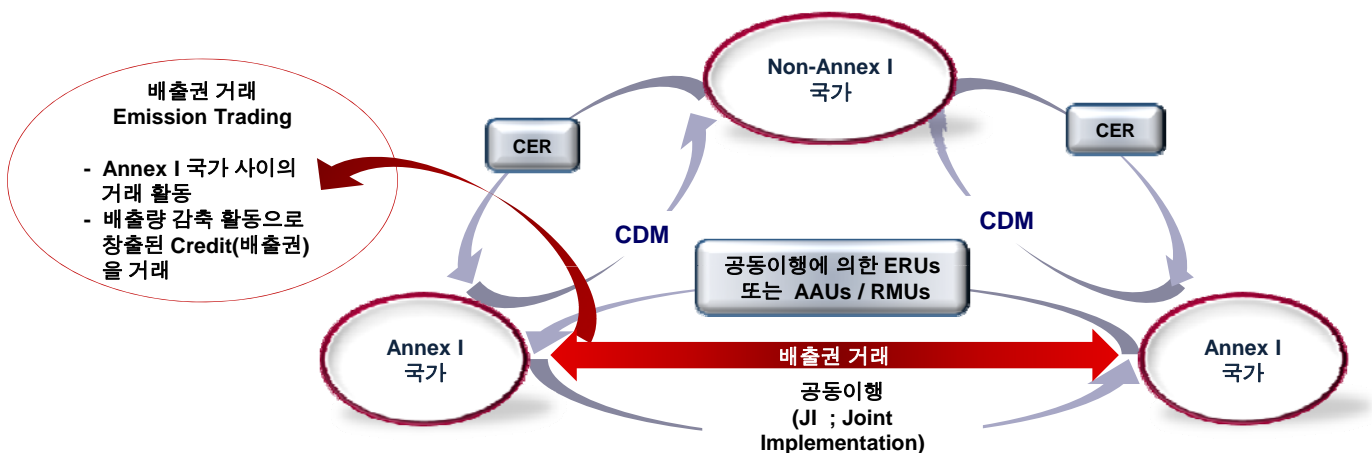 배출권 거래
Emission Trading
- Annex I 국가 사이의
거래 활동
- 배출량 감축 활동으로
창출된 Credit(배출권)
을 거래
Non-Annex I
국가
CER
CER
CDM
CDM
공동이행에 의한 ERUs
또는 AAUs / RMUs
Annex I
국가
배출권 거래
Annex I
국가
공동이행
(JI ; Joint
Implementation)